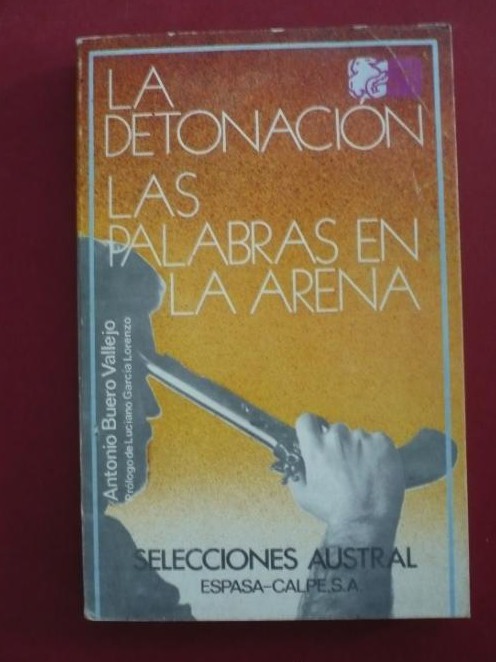 LA
DETONACIÓN
LAS
PALABRAS EN
LA ARENA
Antonio Buero Vallejo
Prólogo de Luciano García Lorenzo
SELECCIONES AUSTRAL
ESPASA-CALPE, S.A.